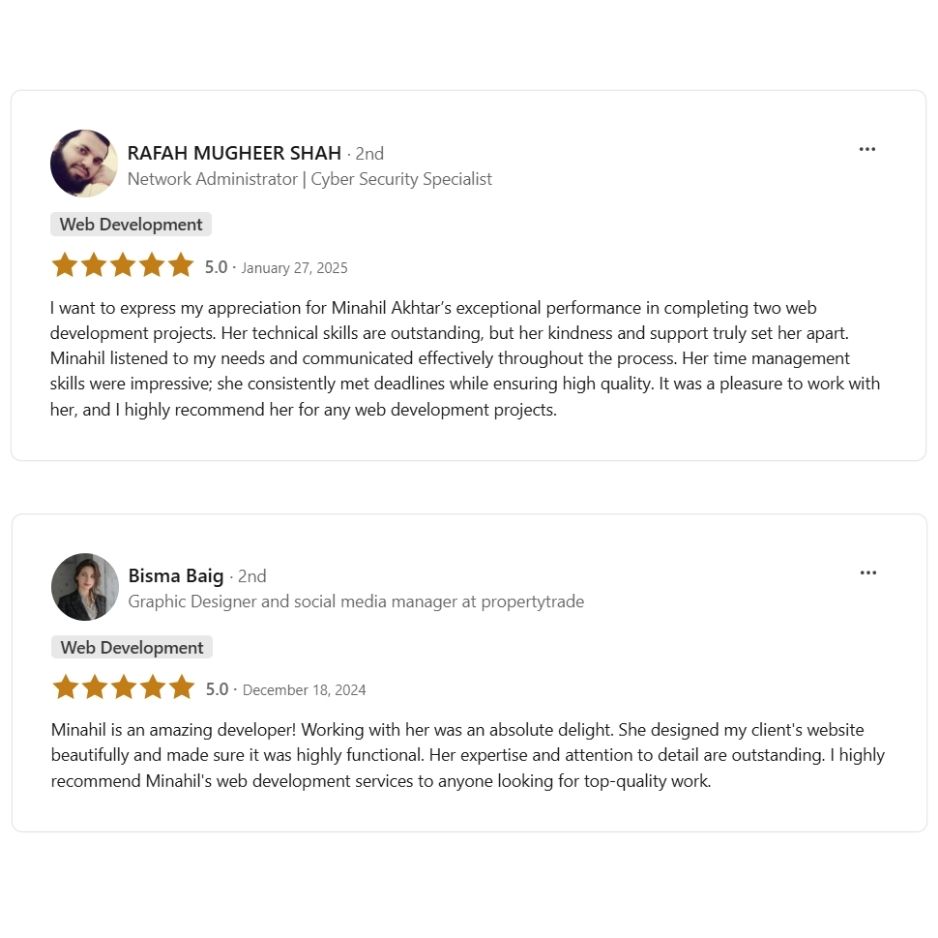 RAFAH MUGHEER SHAH · 2nd
Network Administrator | Cyber Security Specialist
Web Development
5.0 · January 27, 2025
I want to express my appreciation for Minahil Akhtar’s exceptional performance in completing two web
development projects. Her technical skills are outstanding, but her kindness and support truly set her apart.
Minahil listened to my needs and communicated effectively throughout the process. Her time management
skills were impressive; she consistently met deadlines while ensuring high quality. It was a pleasure to work with
her, and I highly recommend her for any web development projects.
Bisma Baig · 2nd
Graphic Designer and social media manager at propertytrade
Web Development
5.0 · December 18, 2024
Minahil is an amazing developer! Working with her was an absolute delight. She designed my client's website
beautifully and made sure it was highly functional. Her expertise and attention to detail are outstanding. I highly
recommend Minahil's web development services to anyone looking for top-quality work.